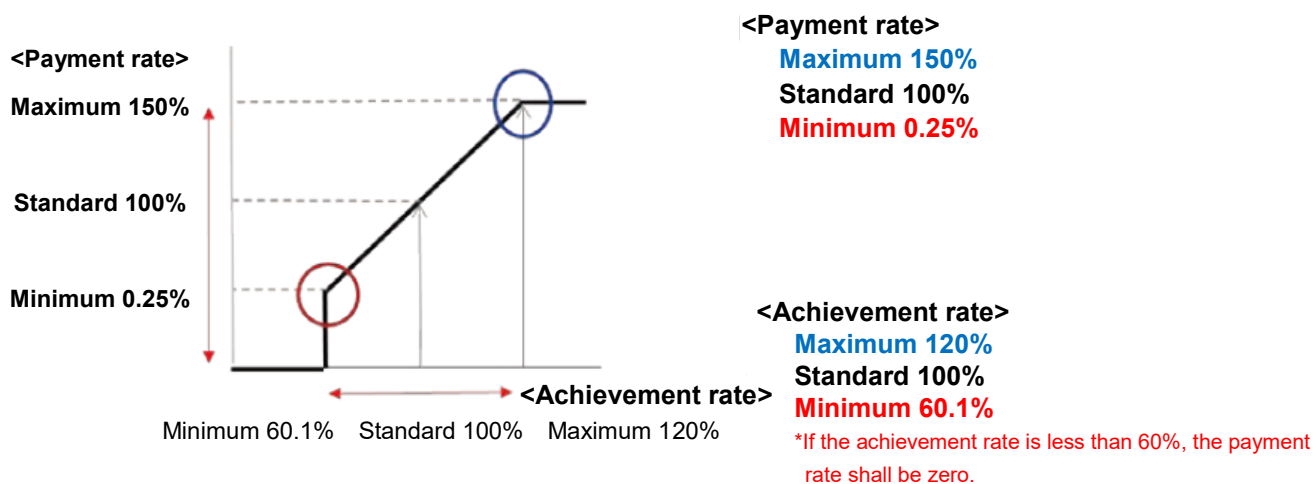 <Payment rate>
Maximum 150%
Standard 100%
Minimum 0.25%
<Achievement rate>
Minimum 60.1% Standard 100% Maximum 120%
<Payment rate>
Maximum 150%
Standard 100%
Minimum 0.25%
<Achievement rate>
Maximum 120%
Standard 100%
Minimum 60.1%
*If the achievement rate is less than 60%, the payment
rate shall be zero.